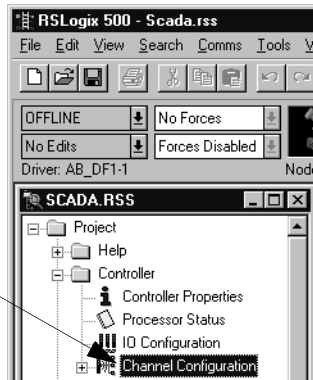 RSLogix 500 - Scada.rss
File Edit View Search Comms Tools
OFFLINE No Forces
No Edits Forces Disabled
Driver: AB_DF1-1 Node
SCADA.RSS
Project
Help
Controller
Controller Properties
Processor Status
IO Configuration
Channel Configuration